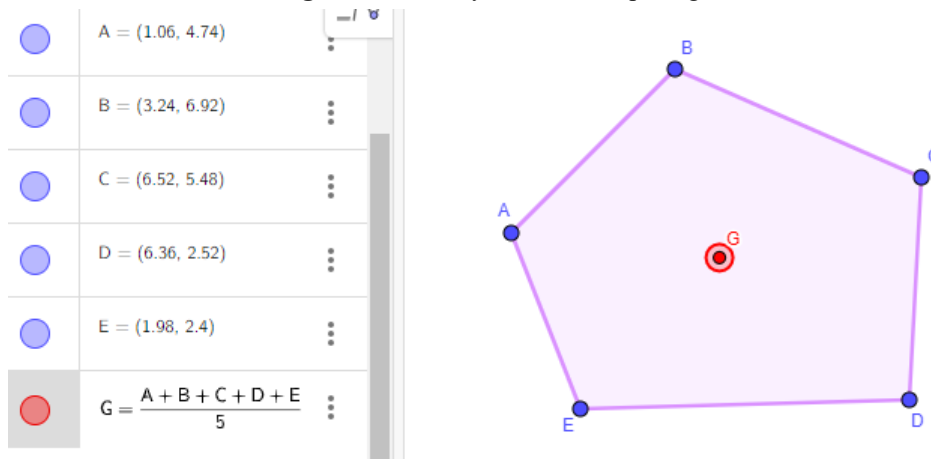 A = (1.06, 4.74)
B = (3.24, 6.92)
C = (6.52, 5.48)
D = (6.36, 2.52)
E = (1.98, 2.4)
G = (A + B + C + D + E)/5
B
A
G
E
D